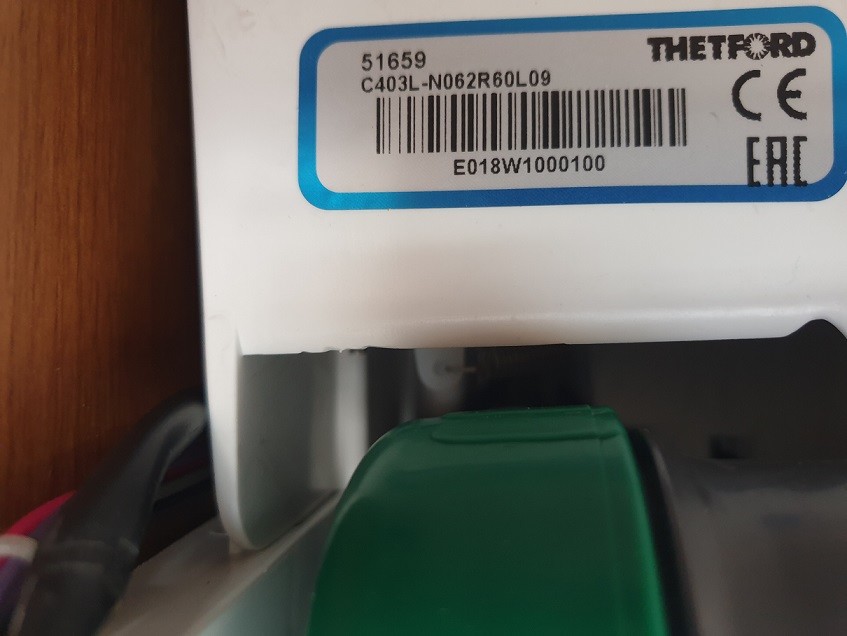 51659
THETFORD
C403L-N062R60L09
CE
E018W1000100
EAC